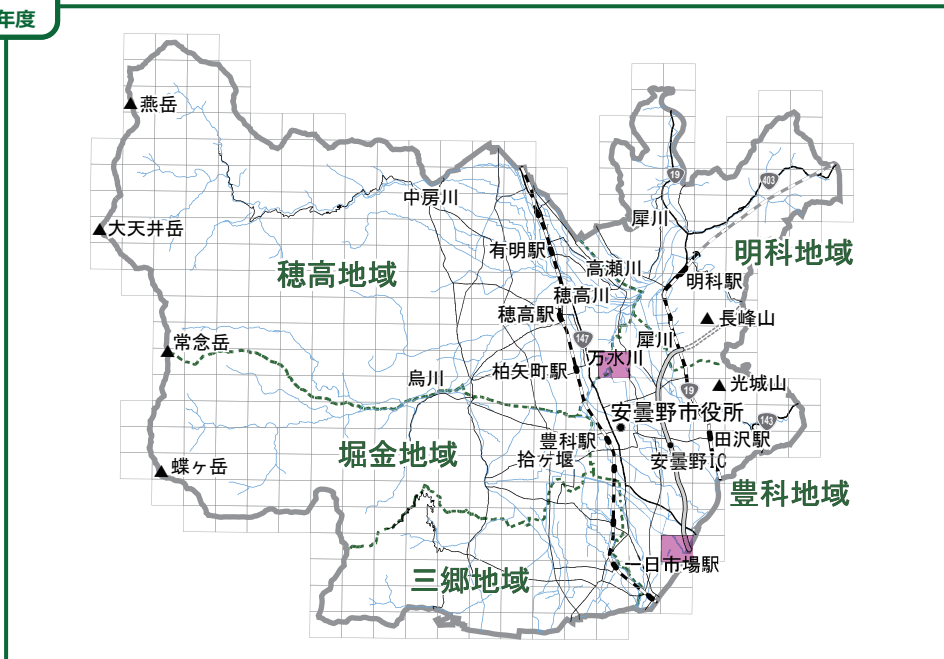 年度
燕岳
大天井岳
中房川
19
403
犀川
有明駅
穂高地域
高瀬川
明科地域
明科駅
穂高川
穂高駅
長峰山
常念岳
147
犀川
万水川
烏川
柏矢町駅
19
光城山
安曇野市役所
143
豊科駅
田沢駅
堀金地域
拾ケ堰
安曇野IC
蝶ヶ岳
豊科地域
一日市場駅
三郷地域